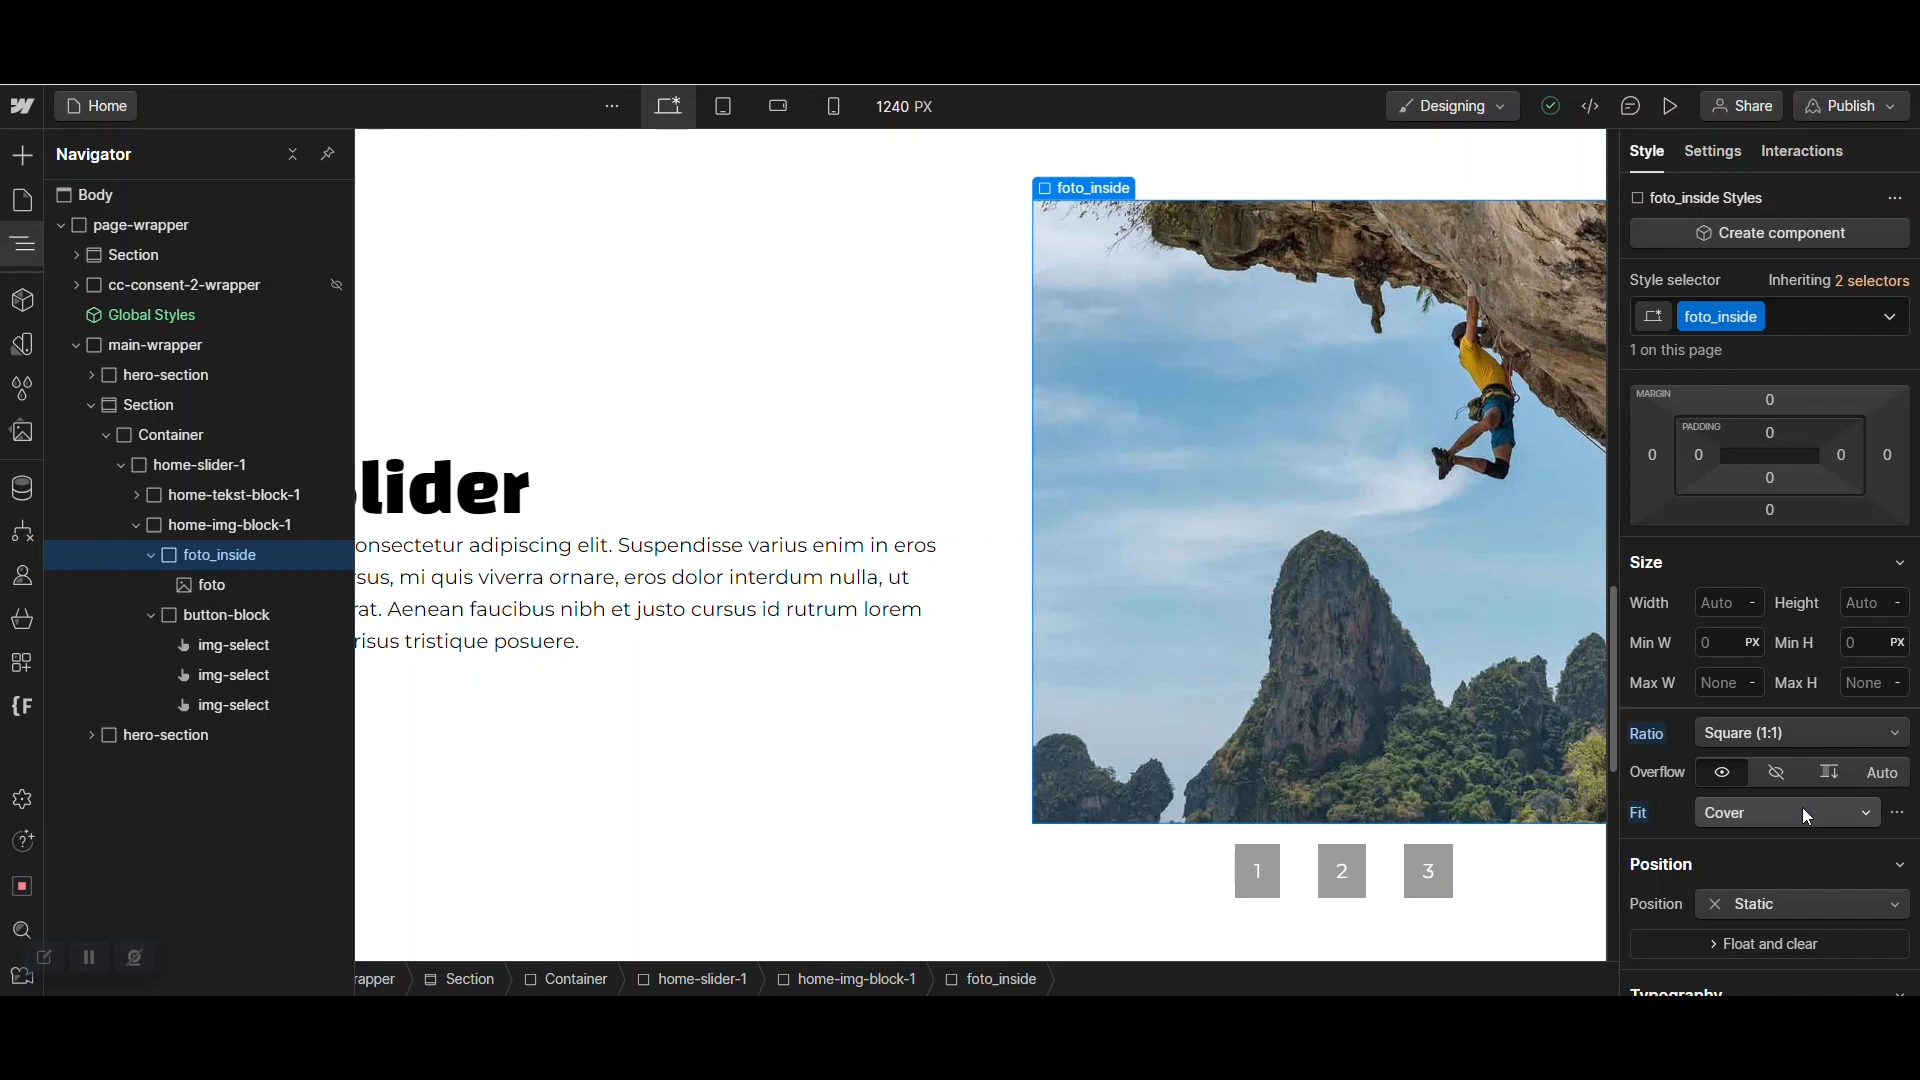 Home
...
1240 PX
Designing
Share
Publish
Navigator
Body
page-wrapper
Section
cc-consent-2-wrapper
Global Styles
main-wrapper
hero-section
Section
Container
home-slider-1
home-tekst-block-1
home-img-block-1
foto_inside
foto
button-block
img-select
img-select
img-select
hero-section
foto_inside
lider
onsectetur adipiscing elit. Suspendisse varius enim in eros
sus, mi quis viverra ornare, eros dolor interdum nulla, ut
rat. Aenean faucibus nibh et justo cursus id rutrum lorem
risus tristique posuere.
1 2 3
rapper
Section
Container
home-slider-1
home-img-block-1
foto_inside
Style Settings Interactions
foto_inside Styles
Create component
Style selector Inheriting 2 selectors
foto_inside
1 on this page
MARGIN
0
PADDING
0
0 0 0 0
0
0
Size
Width Auto - Height Auto -
Min W 0 PX Min H 0 PX
Max W None - Max H None -
Ratio Square (1:1)
Overflow Auto
Fit Cover
Position
Position Static
Float and clear
Typography